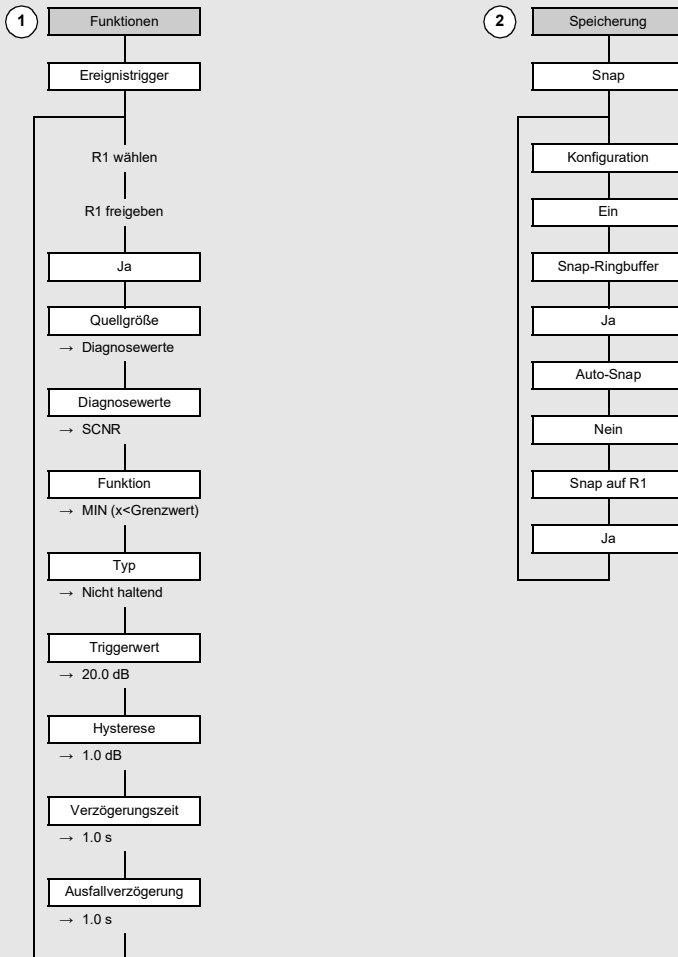 1
Funktionen
Ereignistrigger
R1 wählen
R1 freigeben
Ja
Quellgröße
→ Diagnosewerte
Diagnosewerte
→ SCNR
Funktion
→ MIN (x<Grenzwert)
Typ
→ Nicht haltend
Triggerwert
→ 20.0 dB
Hysterese
→ 1.0 dB
Verzögerungszeit
→ 1.0 s
Ausfallverzögerung
→ 1.0 s
2
Speicherung
Snap
Konfiguration
Ein
Snap-Ringbuffer
Ja
Auto-Snap
Nein
Snap auf R1
Ja